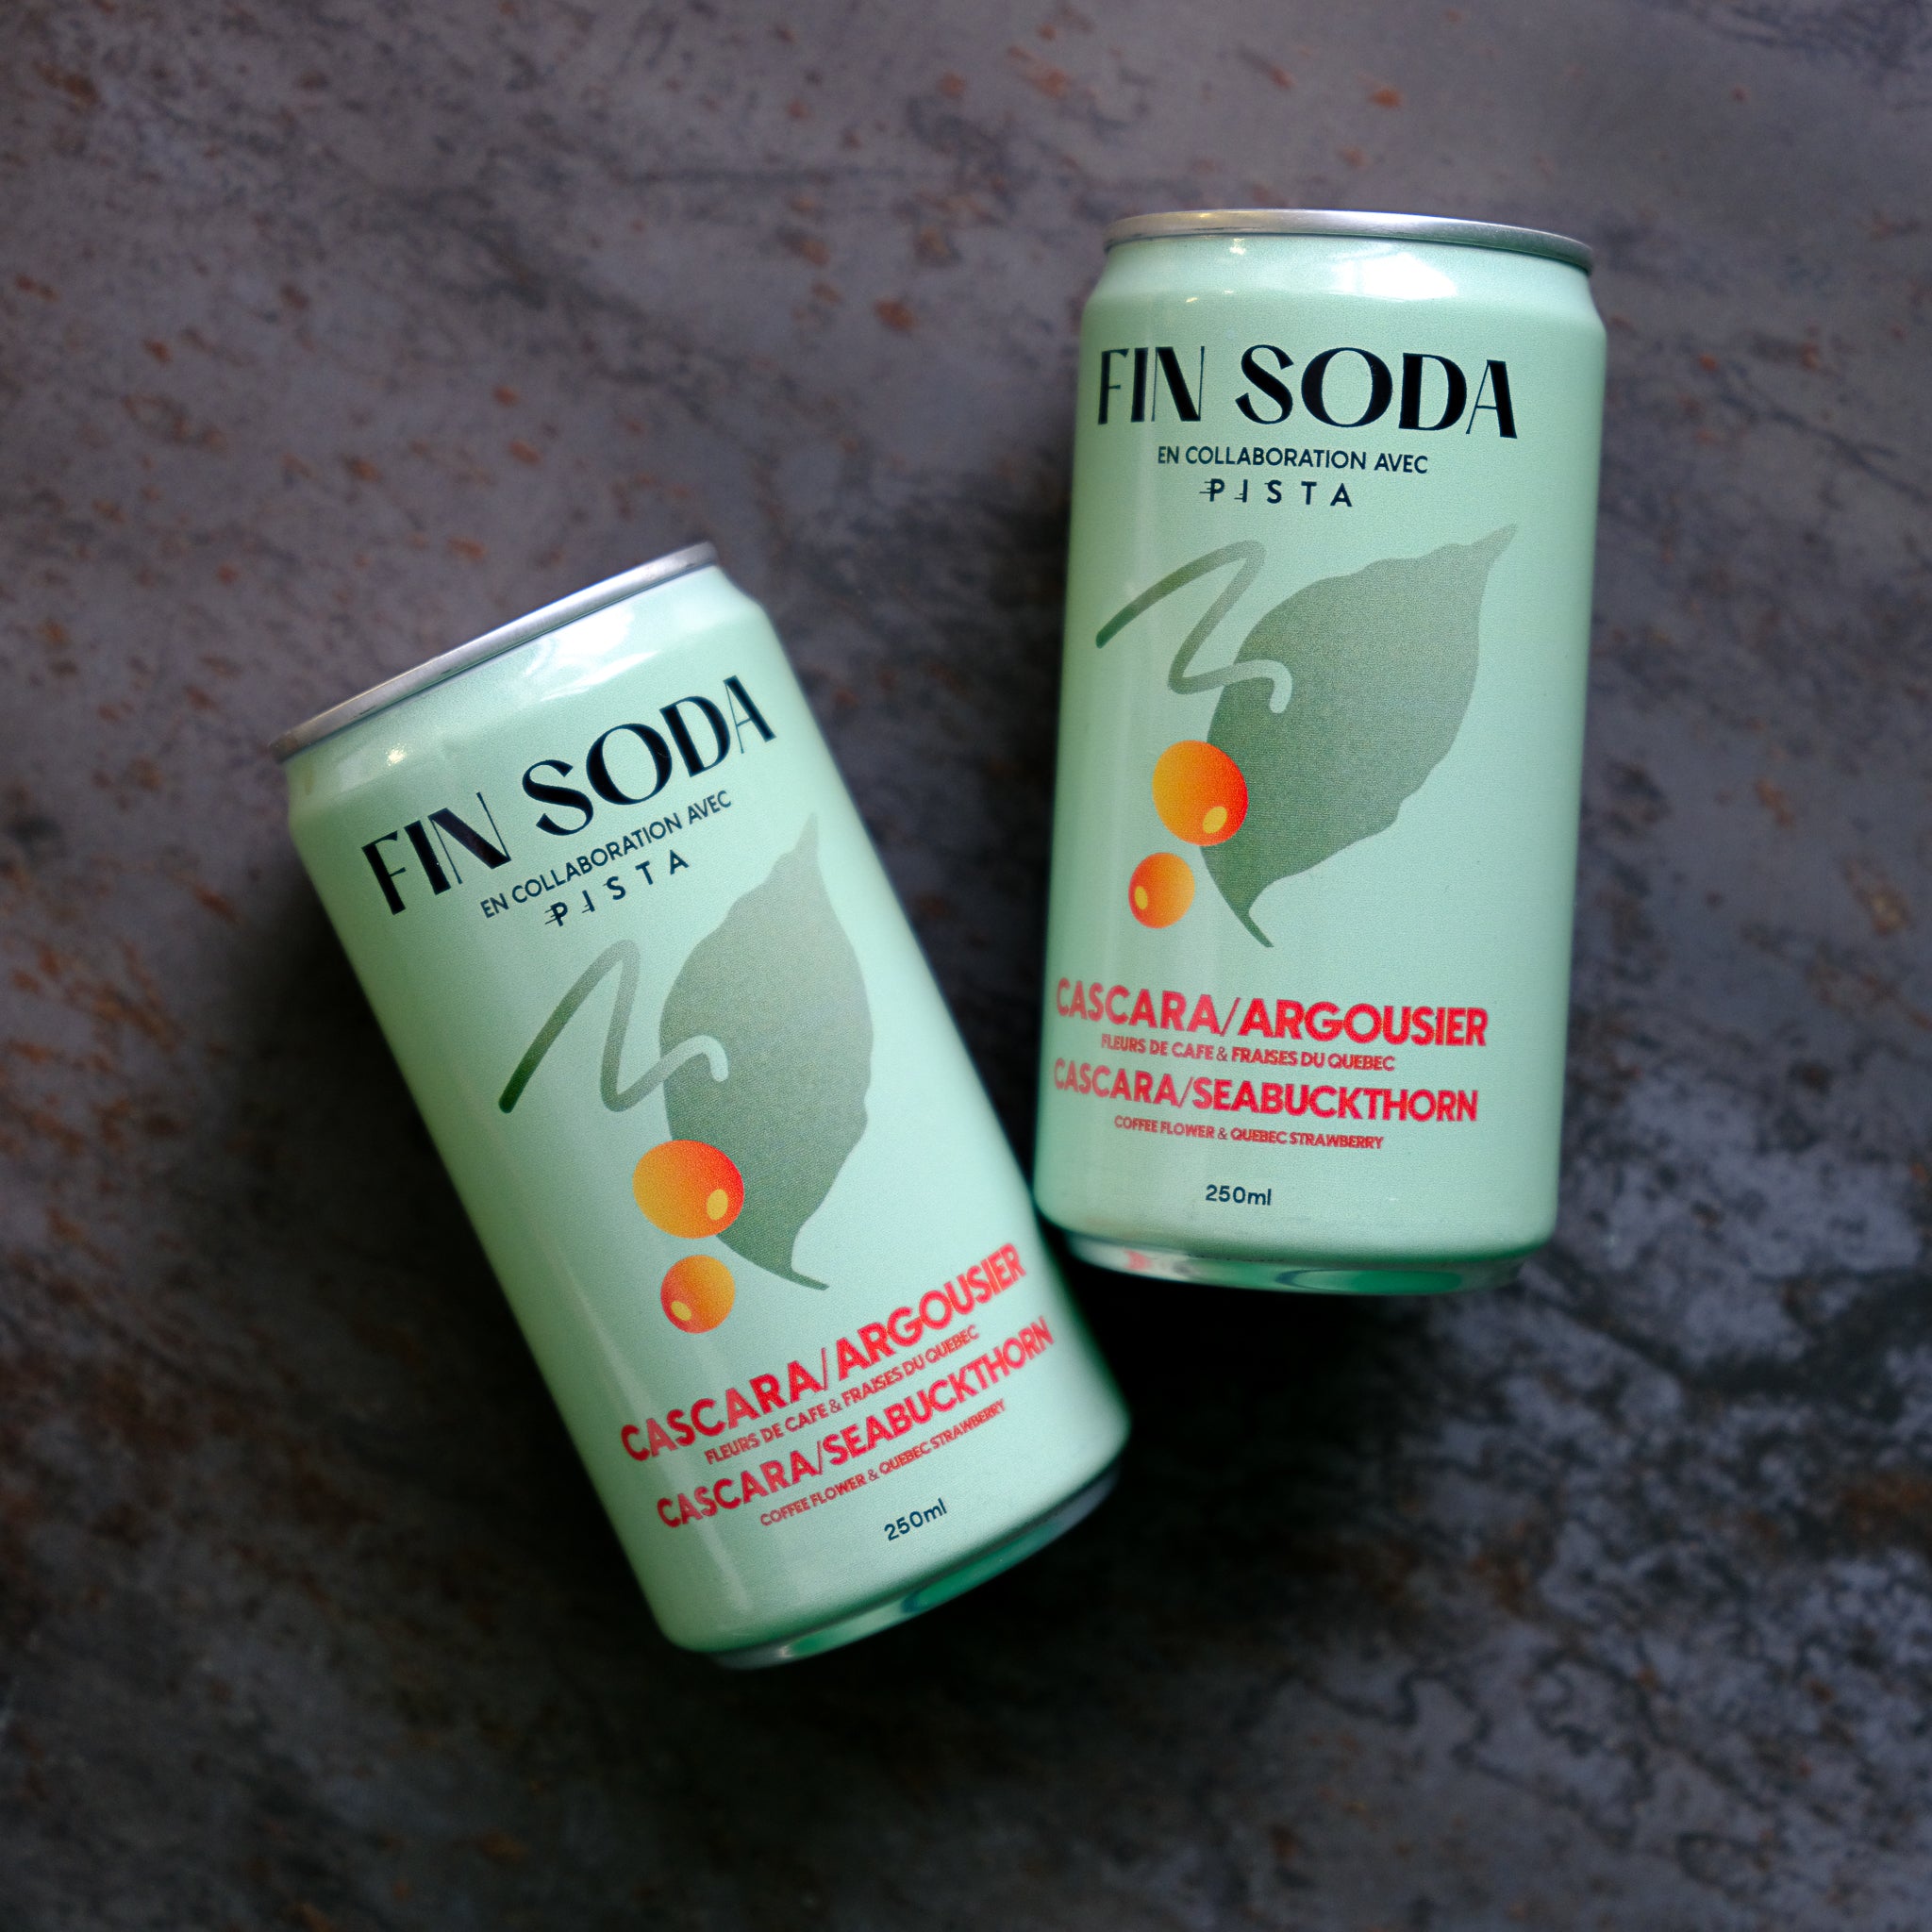 FIN SODA
EN COLLABORATION AVEC
PISTA
CASCARA/ARGOUSIER
FLEURS DE CAFE & FRAISES DU QUEBEC
CASCARA/SEABUCKTHORN
COFFEE FLOWER & QUEBEC STRAWBERRY
250ml
FIN SODA
EN COLLABORATION AVEC
PISTA
CASCARA/ARGOUSIER
FLEURS DE CAFE & FRAISES DU QUEBEC
CASCARA/SEABUCKTHORN
COFFEE FLOWER & QUEBEC STRAWBERRY
250ml